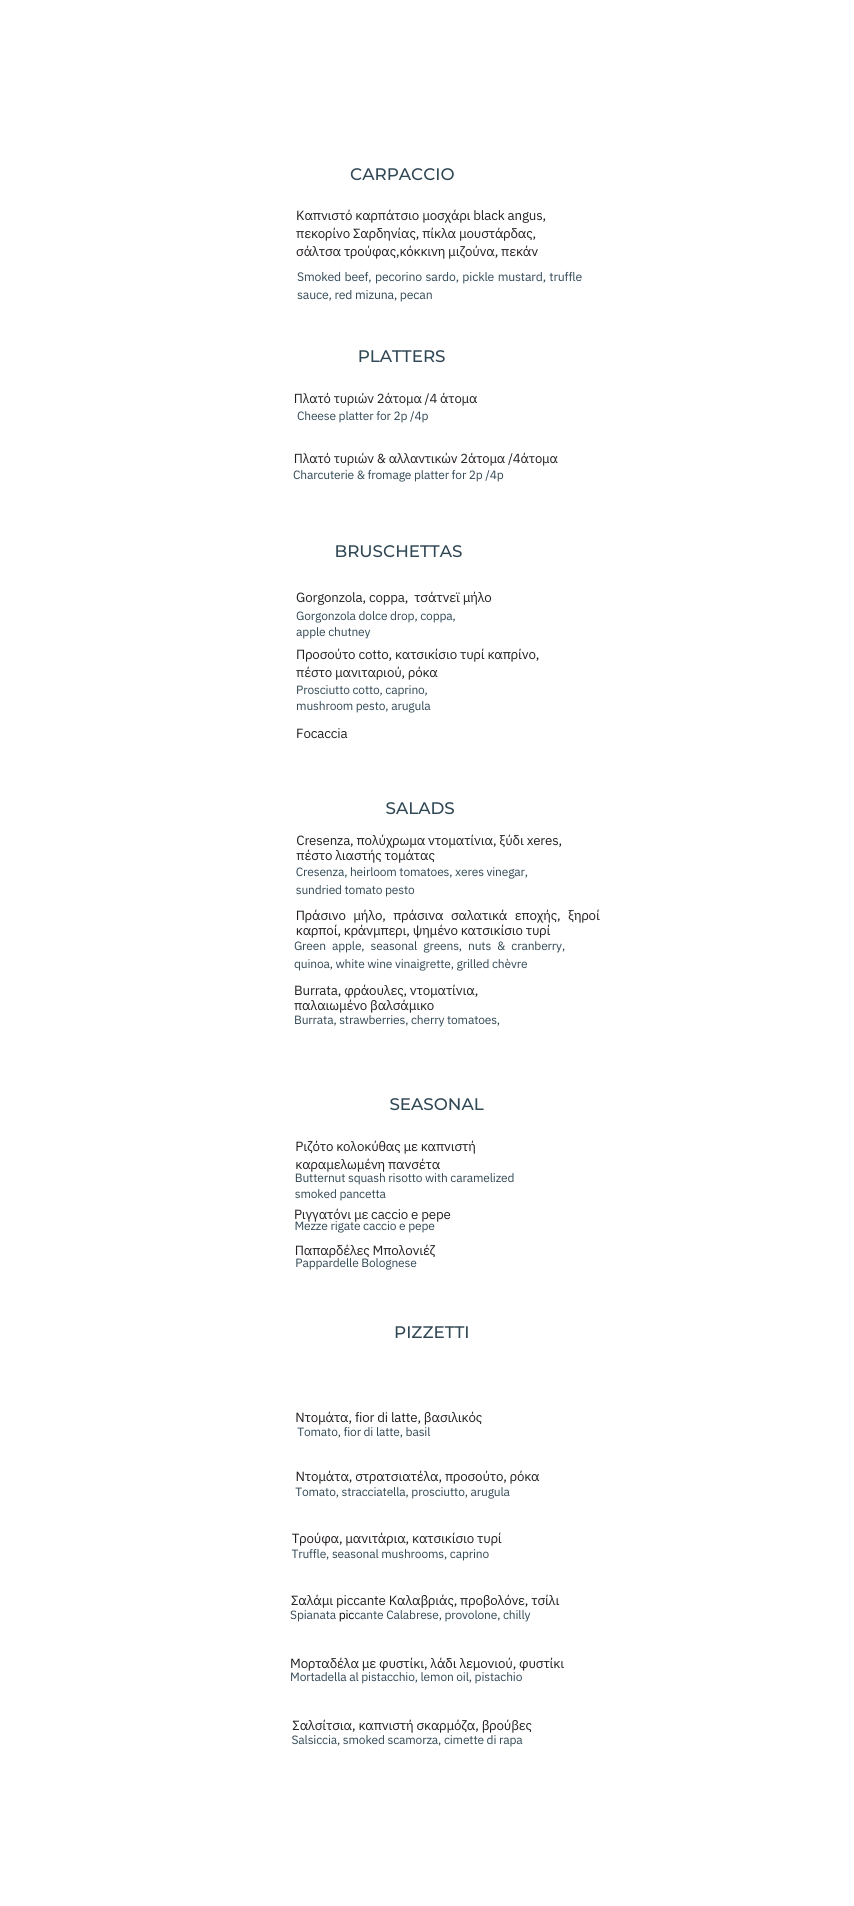 CARPACCIO
Καπνιστό καρπάτσιο μοσχάρι black angus,
πεκορίνο Σαρδηνίας, πίκλα μουστάρδας,
σάλτσα τρούφας,κόκκινη μιζούνα, πεκάν
Smoked beef, pecorino sardo, pickle mustard, truffle
sauce, red mizuna, pecan
PLATTERS
Πλατό τυριών 2άτομα /4 άτομα
Cheese platter for 2p /4p
Πλατό τυριών & αλλαντικών 2άτομα /4άτομα
Charcuterie & fromage platter for 2p /4p
BRUSCHETTAS
Gorgonzola, coppa, τσάτνεϊ μήλο
Gorgonzola dolce drop, coppa,
apple chutney
Προσούτο cotto, κατσικίσιο τυρί καπρίνο,
πέστο μανιταριού, ρόκα
Prosciutto cotto, caprino,
mushroom pesto, arugula
Focaccia
SALADS
Cresenza, πολύχρωμα ντοματίνια, ξύδι xeres,
πέστο λιαστής τομάτας
Cresenza, heirloom tomatoes, xeres vinegar,
sundried tomato pesto
Πράσινο μήλο, πράσινα σαλατικά εποχής, ξηροί
καρποί, κράνμπερι, ψημένο κατσικίσιο τυρί
Green apple, seasonal greens, nuts & cranberry,
quinoa, white wine vinaigrette, grilled chèvre
Burrata, φράουλες, ντοματίνια,
παλαιωμένο βαλσάμικο
Burrata, strawberries, cherry tomatoes,
SEASONAL
Ριζότο κολοκύθας με καπνιστή
καραμελωμένη πανσέτα
Butternut squash risotto with caramelized
smoked pancetta
Ριγγατόνι με caccio e pepe
Mezze rigate caccio e pepe
Παπαρδέλες Μπολονιέζ
Pappardelle Bolognese
PIZZETTI
Ντομάτα, fior di latte, βασιλικός
Tomato, fior di latte, basil
Ντομάτα, στρατσιατέλα, προσούτο, ρόκα
Tomato, stracciatella, prosciutto, arugula
Τρούφα, μανιτάρια, κατσικίσιο τυρί
Truffle, seasonal mushrooms, caprino
Σαλάμι piccante Καλαβριάς, προβολόνε, τσίλι
Spianata piccante Calabrese, provolone, chilly
Μορταδέλα με φυστίκι, λάδι λεμονιού, φυστίκι
Mortadella al pistacchio, lemon oil, pistachio
Σαλσίτσια, καπνιστή σκαρμόζα, βρούβες
Salsiccia, smoked scamorza, cimette di rapa